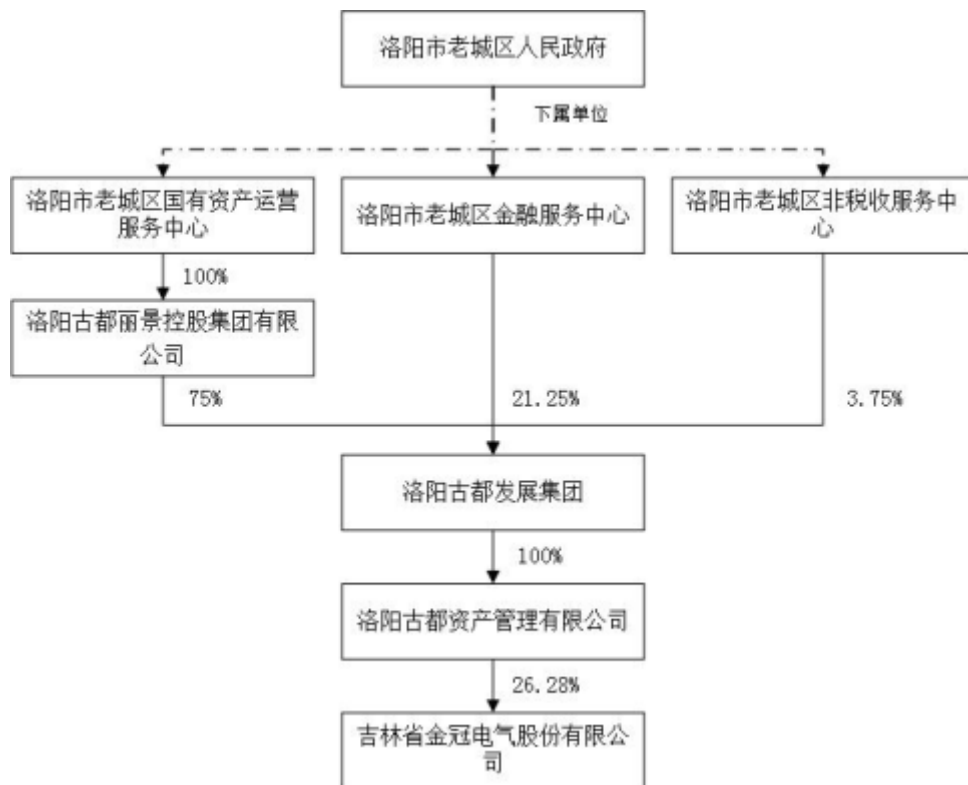 洛阳市老城区人民政府
下属单位
洛阳市老城区国有资产运营
服务中心
洛阳市老城区金融服务中心
洛阳市老城区非税收服务中
心
100%
洛阳古都丽景控股集团有限
公司
75%
21.25%
3.75%
洛阳古都发展集团
100%
洛阳古都资产管理有限公司
26.28%
吉林省金冠电气股份有限公
司